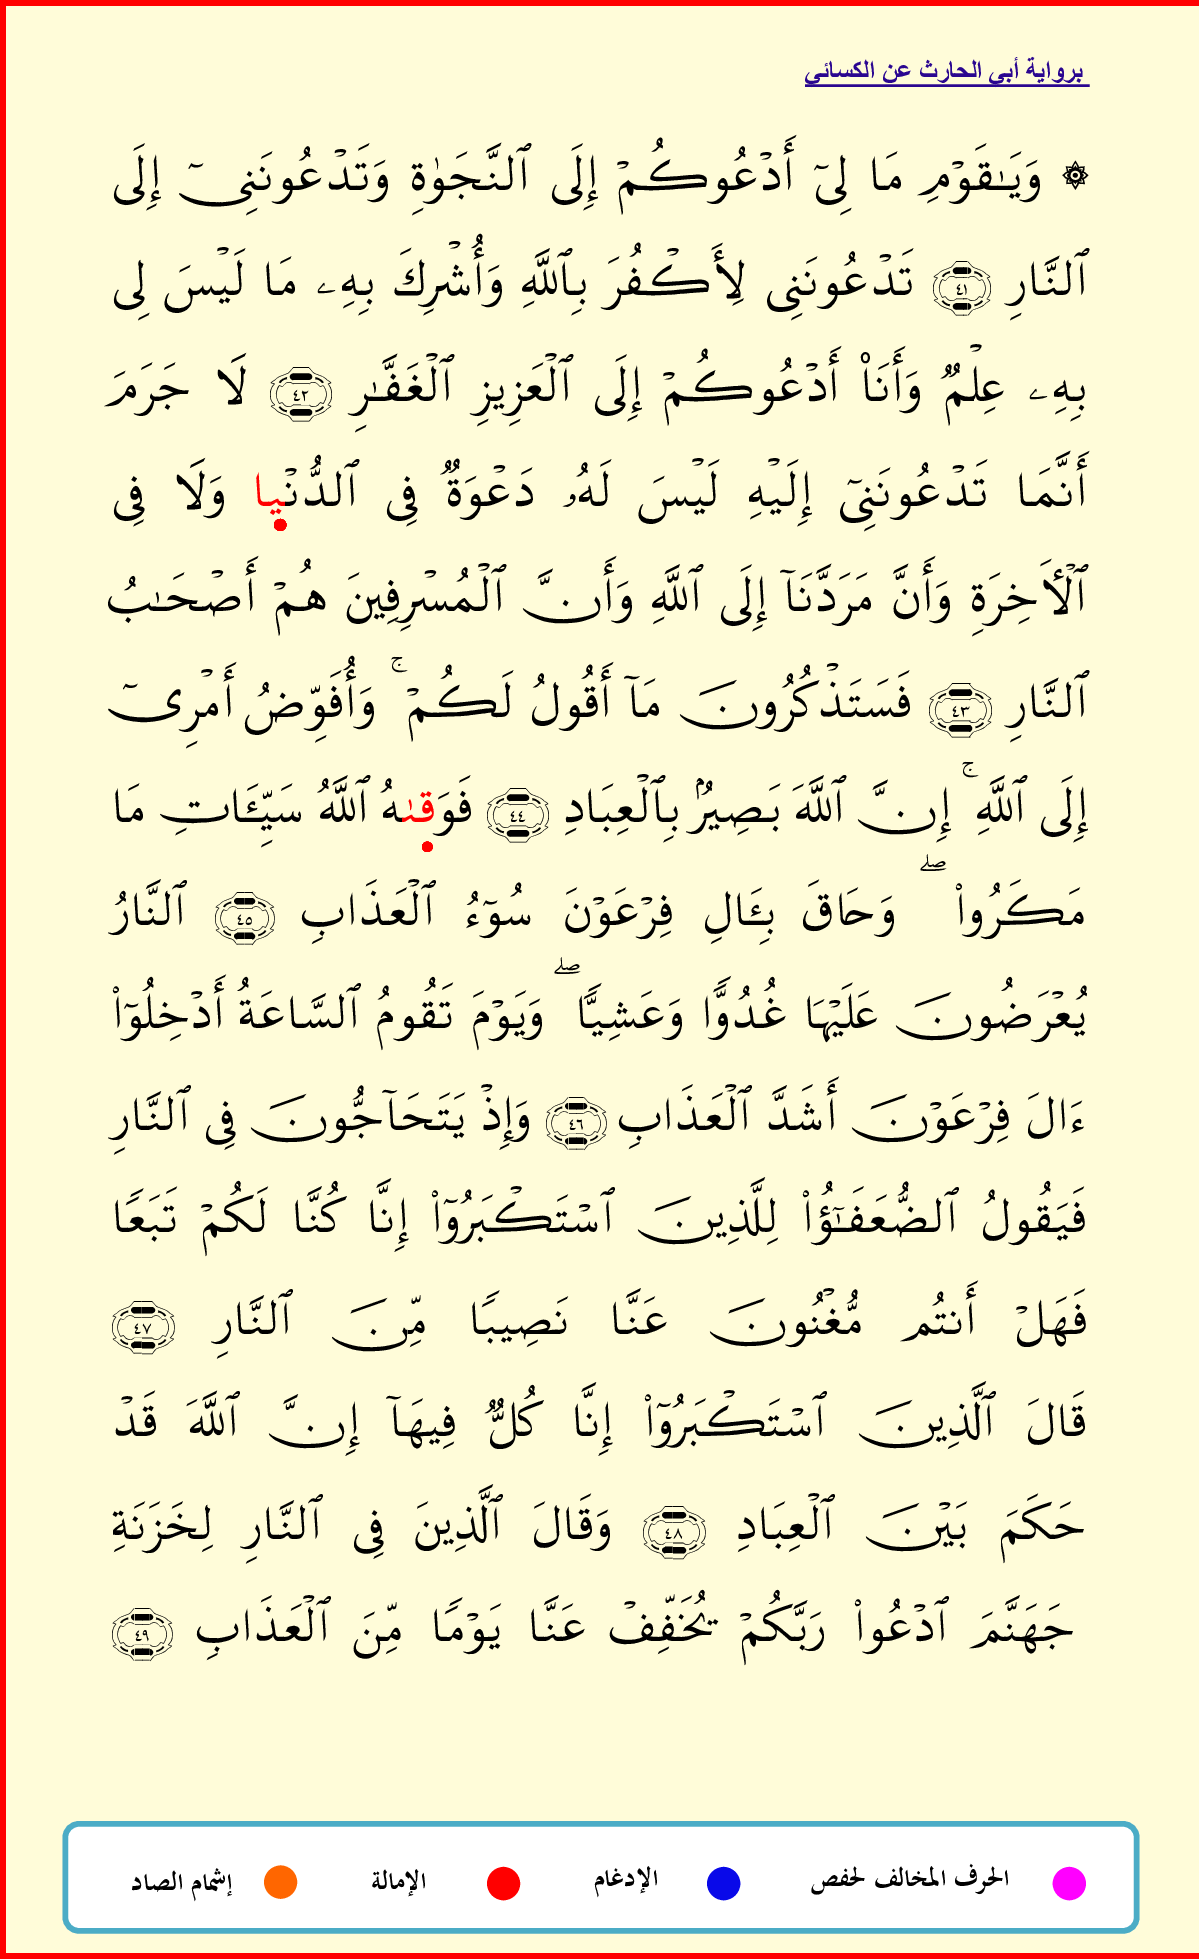 برواية أبي الحارث عن الكسائي
۞ وَيَـٰقَوْمِ مَا لِىٓ أَدْعُوكُمْ إِلَى ٱلنَّجَوٰةِ وَتَدْعُونَنِىٓ إِلَى
ٱلنَّارِ ٤١ تَدْعُونَنِى لِأَكْفُرَ بِٱللَّهِ وَأُشْرِكَ بِهِۦ مَا لَيْسَ لِى
بِهِۦ عِلْمٌ وَأَنَا۠ أَدْعُوكُمْ إِلَى ٱلْعَزِيزِ ٱلْغَفَّـٰرِ ٤٢ لَا جَرَمَ
أَنَّمَا تَدْعُونَنِىٓ إِلَيْهِ لَيْسَ لَهُۥ دَعْوَةٌ فِى ٱلدُّنْيا وَلَا فِى
ٱلْأَخِرَةِ وَأَنَّ مَرَدَّنَآ إِلَى ٱللَّهِ وَأَنَّ ٱلْمُسْرِفِينَ هُمْ أَصْحَـٰبُ
ٱلنَّارِ ٤٣ فَسَتَذْكُرُونَ مَآ أَقُولُ لَكُمْ ۚ وَأُفَوِّضُ أَمْرِىٓ
إِلَى ٱللَّهِ ۚ إِنَّ ٱللَّهَ بَصِيرٌۢ بِٱلْعِبَادِ ٤٤ فَوَقىٰهُ ٱللَّهُ سَيِّـَٔاتِ مَا
مَكَرُوا۟ ۖ وَحَاقَ بِـَٔالِ فِرْعَوْنَ سُوٓءُ ٱلْعَذَابِ ٤٥ ٱلنَّارُ
يُعْرَضُونَ عَلَيْهَا غُدُوًّا وَعَشِيًّا ۖ وَيَوْمَ تَقُومُ ٱلسَّاعَةُ أَدْخِلُوٓا۟
ءَالَ فِرْعَوْنَ أَشَدَّ ٱلْعَذَابِ ٤٦ وَإِذْ يَتَحَآجُّونَ فِى ٱلنَّارِ
فَيَقُولُ ٱلضُّعَفَـٰٓؤُا۟ لِلَّذِينَ ٱسْتَكْبَرُوٓا۟ إِنَّا كُنَّا لَكُمْ تَبَعًا
فَهَلْ أَنتُم مُّغْنُونَ عَنَّا نَصِيبًا مِّنَ ٱلنَّارِ ٤٧
قَالَ ٱلَّذِينَ ٱسْتَكْبَرُوٓا۟ إِنَّا كُلٌّ فِيهَآ إِنَّ ٱللَّهَ قَدْ
حَكَمَ بَيْنَ ٱلْعِبَادِ ٤٨ وَقَالَ ٱلَّذِينَ فِى ٱلنَّارِ لِخَزَنَةِ
جَهَنَّمَ ٱدْعُوا۟ رَبَّكُمْ يُخَفِّفْ عَنَّا يَوْمًا مِّنَ ٱلْعَذَابِ ٤٩
الحرف المخالف لحفص الإدغام الإمالة إشمام الصاد